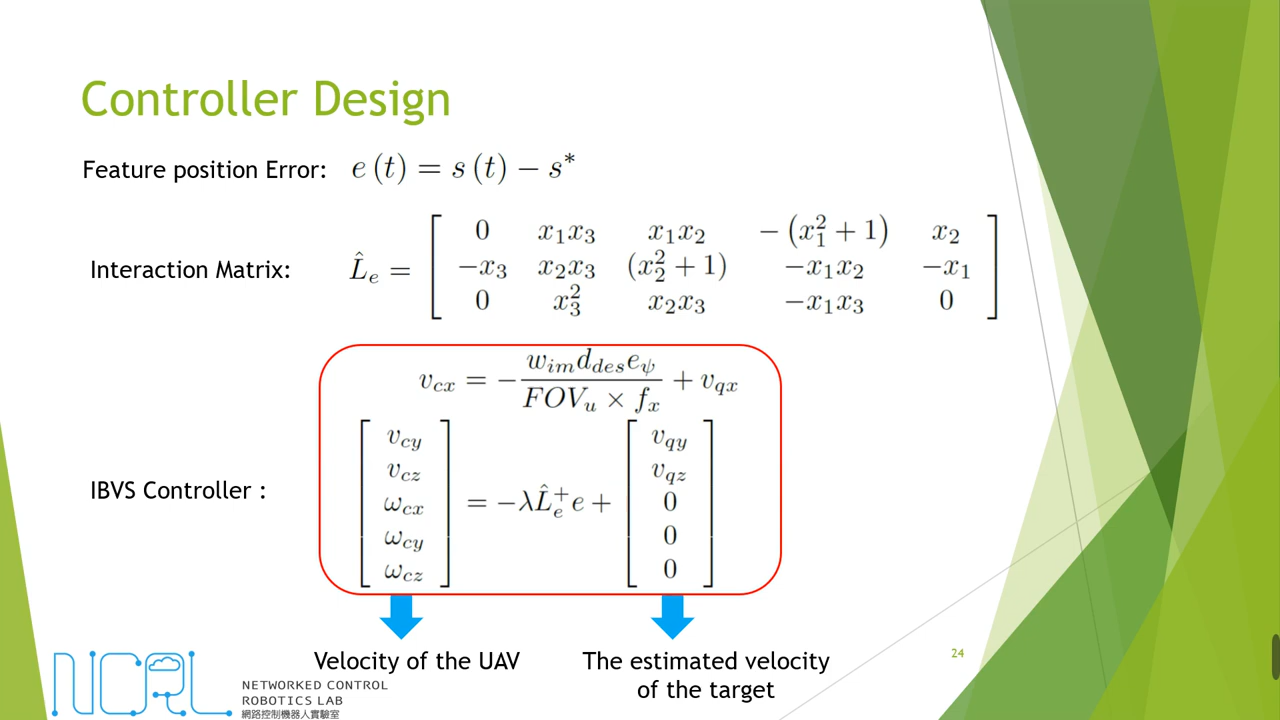 Controller Design
Feature position Error: e (t) = s (t) − s*
Interaction Matrix: L̂ₑ = [ 0 x₁x₃ x₁x₂ −(x₁² + 1) x₂
−x₃ x₂x₃ (x₂² + 1) −x₁x₂ −x₁
0 x₃² x₂x₃ −x₁x₃ 0 ]
v_cx = − (w_im d_des e_ψ) / (FOV_u × f_x) + v_qx
IBVS Controller : [ v_cy v_cz ω_cx ω_cy ω_cz ] = −λL̂ₑ⁺e + [ v_qy v_qz 0 0 0 ]
Velocity of the UAV
The estimated velocity
of the target
24
NCRL
NETWORKED CONTROL
ROBOTICS LAB
網路控制機器人實驗室